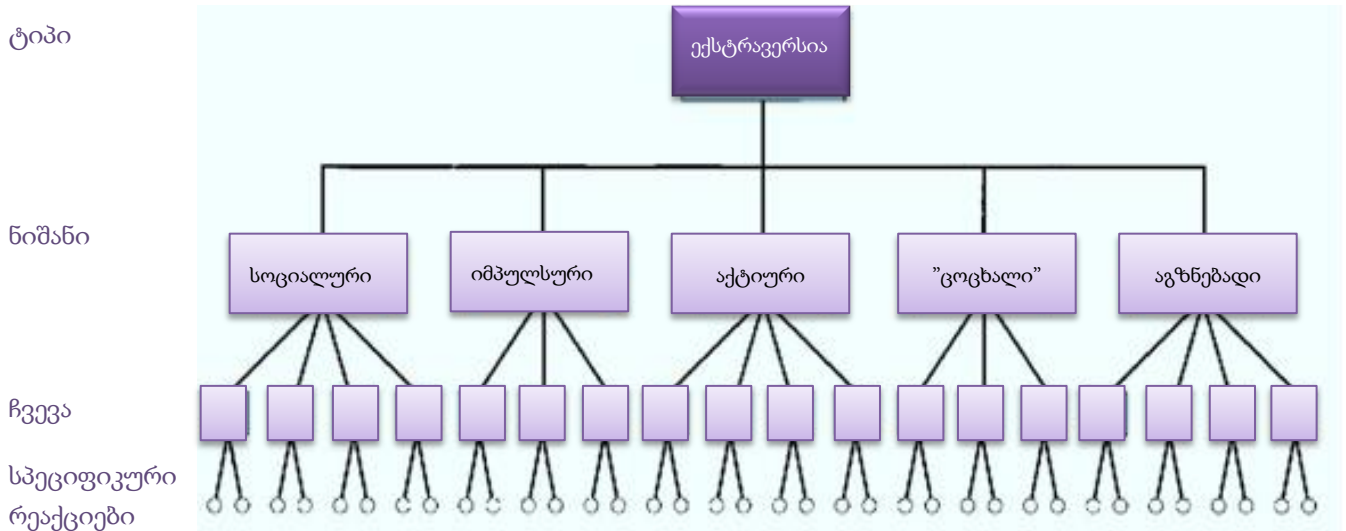 ტიპი
ექსტრავერსია
ნიშანი
სოციალური
იმპულსური
აქტიური
”ცოცხალი”
აგზნებადი
ჩვევა
სპეციფიკური
რეაქციები